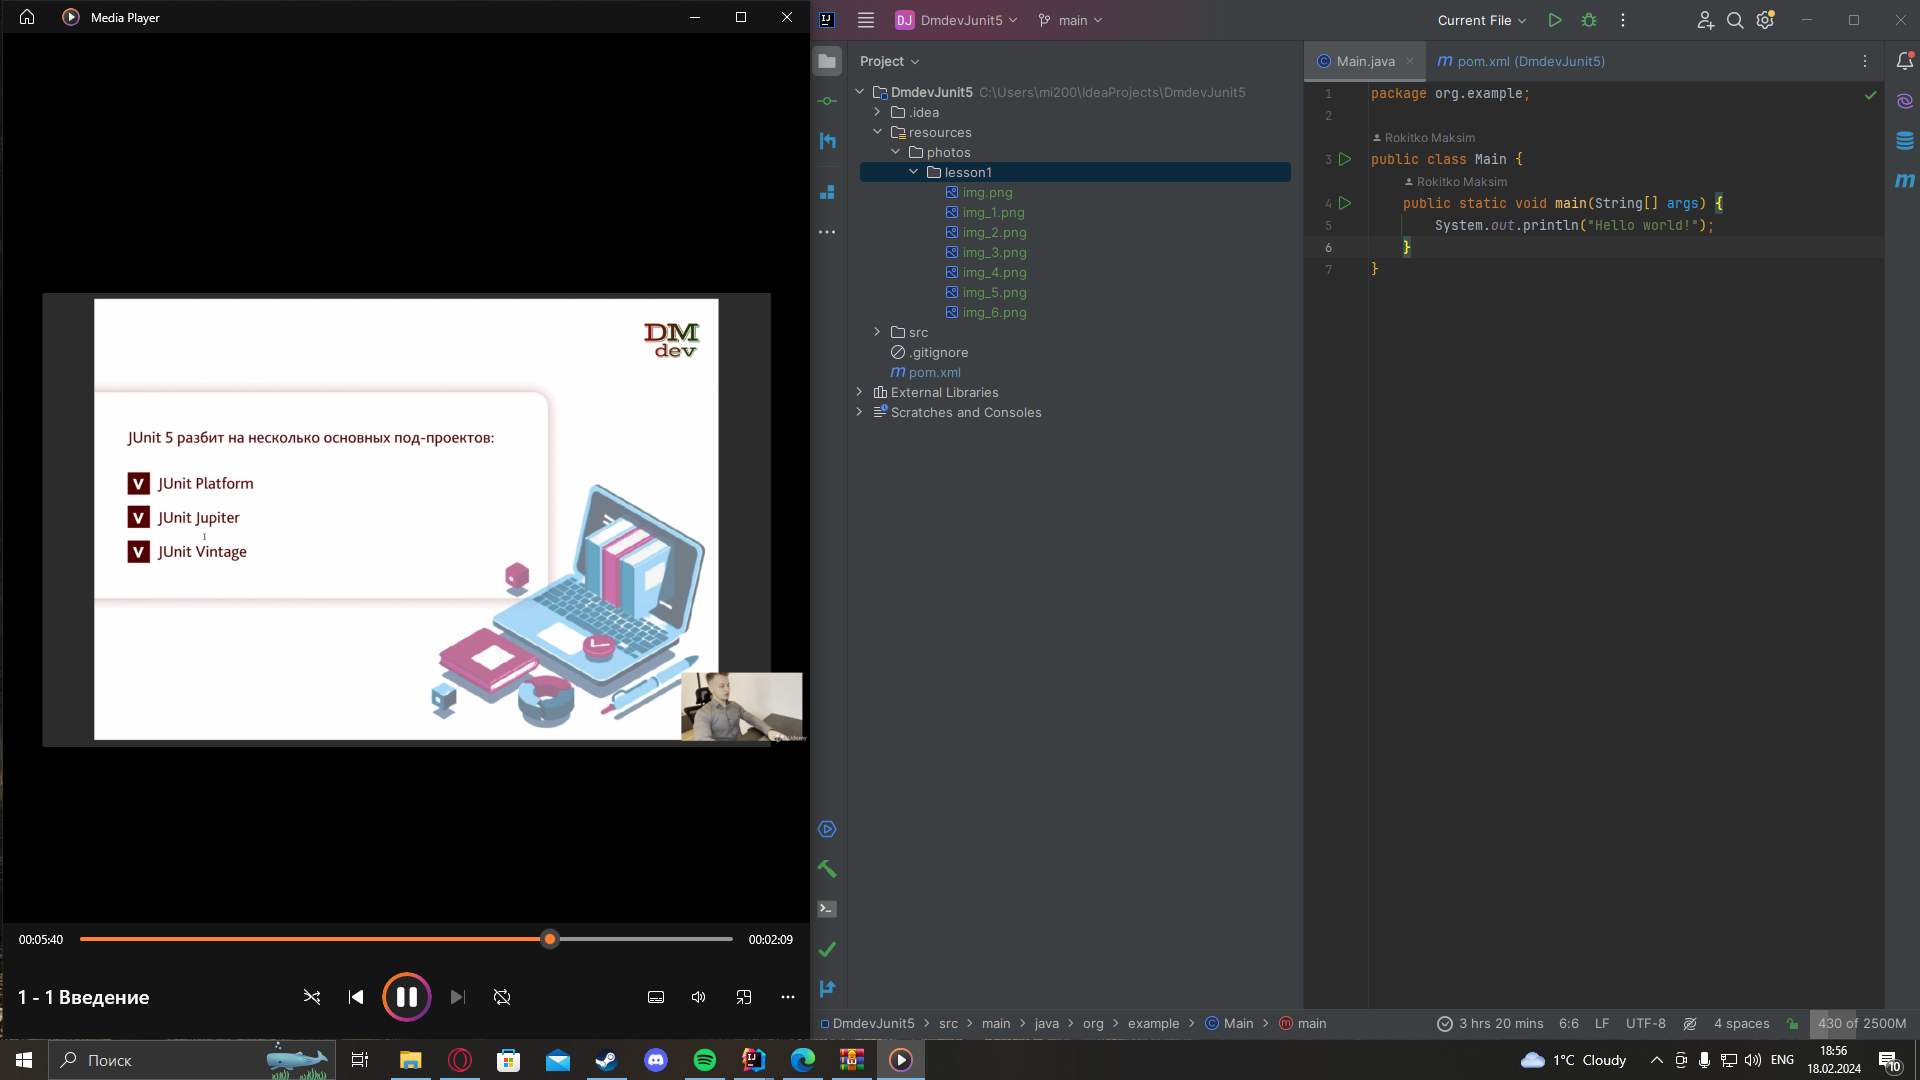 Media Player
DM
dev
JUnit 5 разбит на несколько основных под-проектов:
V JUnit Platform
V JUnit Jupiter
V JUnit Vintage
00:05:40
00:02:09
1 - 1 Введение
DJ DmdevJunit5
main
Current File
Project
DmdevJunit5 C:\Users\mi200\IdeaProjects\DmdevJunit5
.idea
resources
photos
lesson1
img.png
img_1.png
img_2.png
img_3.png
img_4.png
img_5.png
img_6.png
src
.gitignore
pom.xml
External Libraries
Scratches and Consoles
Main.java
pom.xml (DmdevJunit5)
1 package org.example;
2
Rokitko Maksim
3 public class Main {
Rokitko Maksim
4 public static void main(String[] args) {
5 System.out.println("Hello world!");
6 }
7 }
DmdevJunit5 > src > main > java > org > example > Main > main
3 hrs 20 mins
6:6
LF
UTF-8
4 spaces
430 of 2500M
Поиск
1°C Cloudy
ENG
18:56
18.02.2024
10